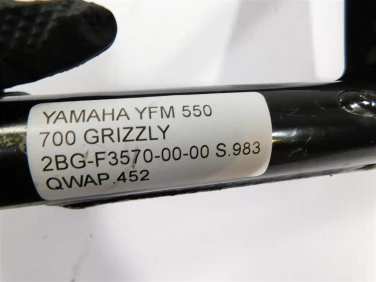 YAMAHA YFM 550
700 GRIZZLY
2BG-F3570-00-00 S.983
QWAP.452